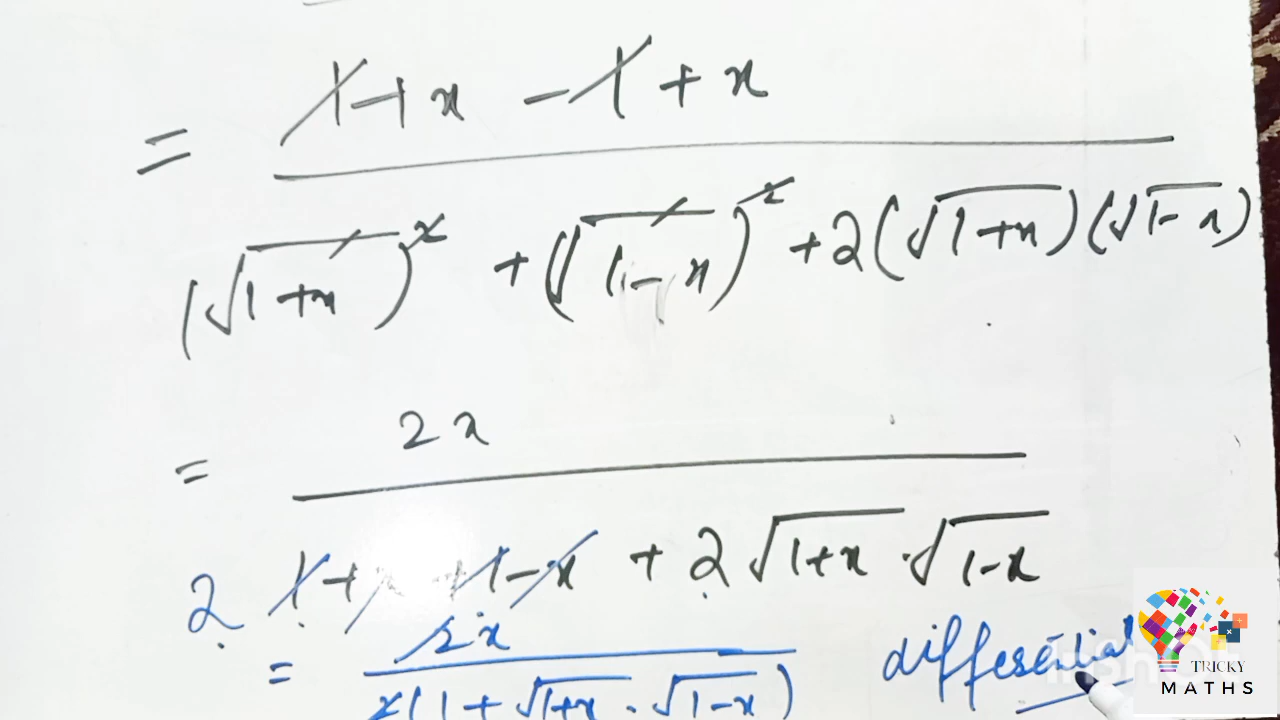 = 1 + x - 1 + x
(√1+x)² + (√1-x)² + 2(√1+x)(√1-x)
= 2x
2 1+x+1-x + 2√1+x · √1-x
= 2x
2(1 + √1+x · √1-x)
differential
TRICKY
MATHS